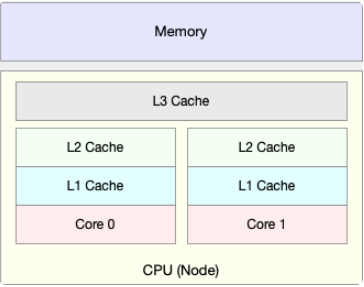 Memory
L3 Cache
L2 Cache
L2 Cache
L1 Cache
L1 Cache
Core 0
Core 1
CPU (Node)